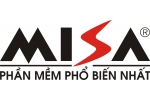 MISA®
PHẦN MỀM PHỔ BIẾN NHẤT